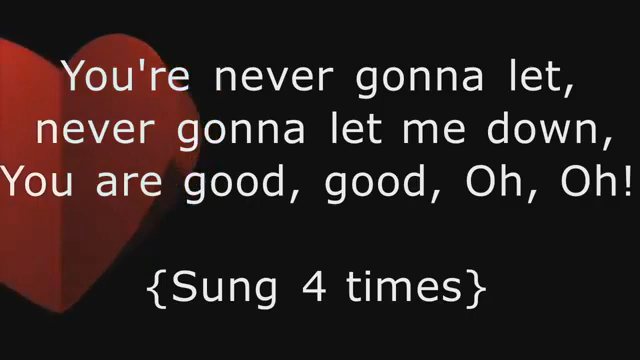 You're never gonna let,
never gonna let me down,
You are good, good, Oh, Oh!
{Sung 4 times}